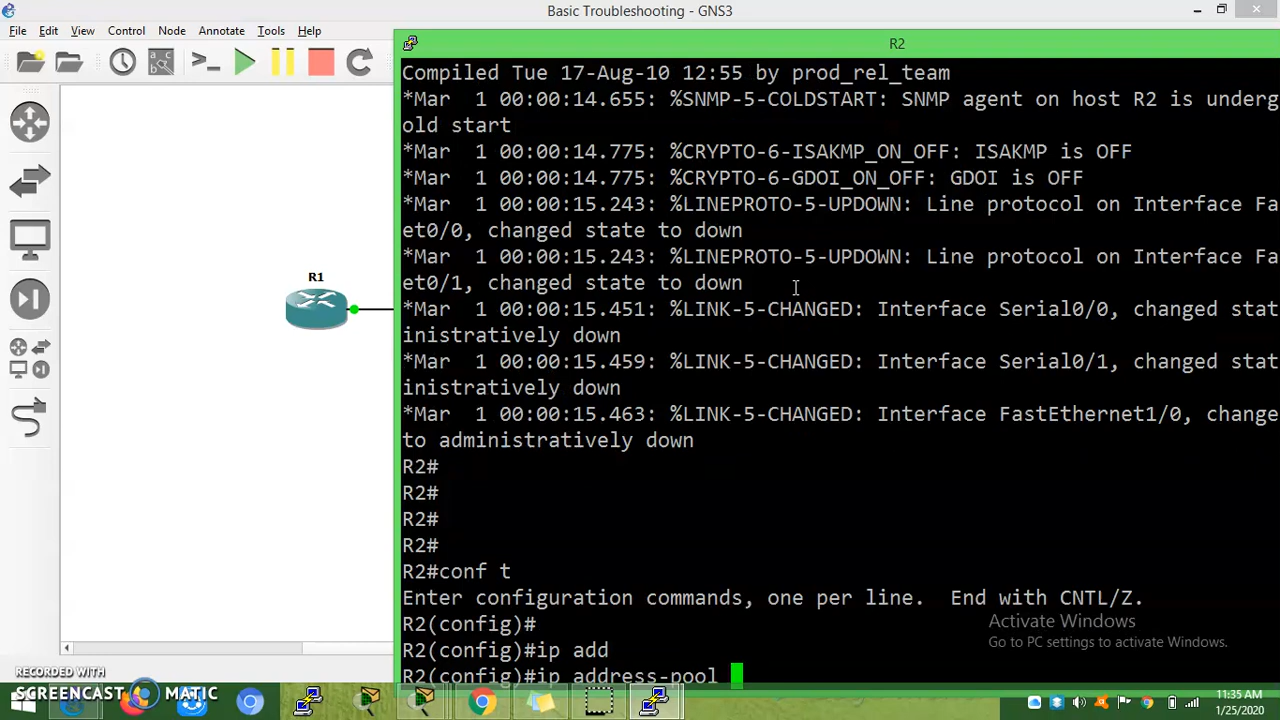 Basic Troubleshooting - GNS3
File Edit View Control Node Annotate Tools Help
R2
Compiled Tue 17-Aug-10 12:55 by prod_rel_team
*Mar  1 00:00:14.655: %SNMP-5-COLDSTART: SNMP agent on host R2 is underg
old start
*Mar  1 00:00:14.775: %CRYPTO-6-ISAKMP_ON_OFF: ISAKMP is OFF
*Mar  1 00:00:14.775: %CRYPTO-6-GDOI_ON_OFF: GDOI is OFF
*Mar  1 00:00:15.243: %LINEPROTO-5-UPDOWN: Line protocol on Interface Fa
et0/0, changed state to down
*Mar  1 00:00:15.243: %LINEPROTO-5-UPDOWN: Line protocol on Interface Fa
et0/1, changed state to down
*Mar  1 00:00:15.451: %LINK-5-CHANGED: Interface Serial0/0, changed stat
inistratively down
*Mar  1 00:00:15.459: %LINK-5-CHANGED: Interface Serial0/1, changed stat
inistratively down
*Mar  1 00:00:15.463: %LINK-5-CHANGED: Interface FastEthernet1/0, change
to administratively down
R2#
R2#
R2#
R2#
R2#conf t
Enter configuration commands, one per line.  End with CNTL/Z.
R2(config)#
R2(config)#ip add
R2(config)#ip address-pool
R1
Activate Windows
Go to PC settings to activate Windows.
RECORDED WITH
SCREENCAST MATIC
11:35 AM
1/25/2020